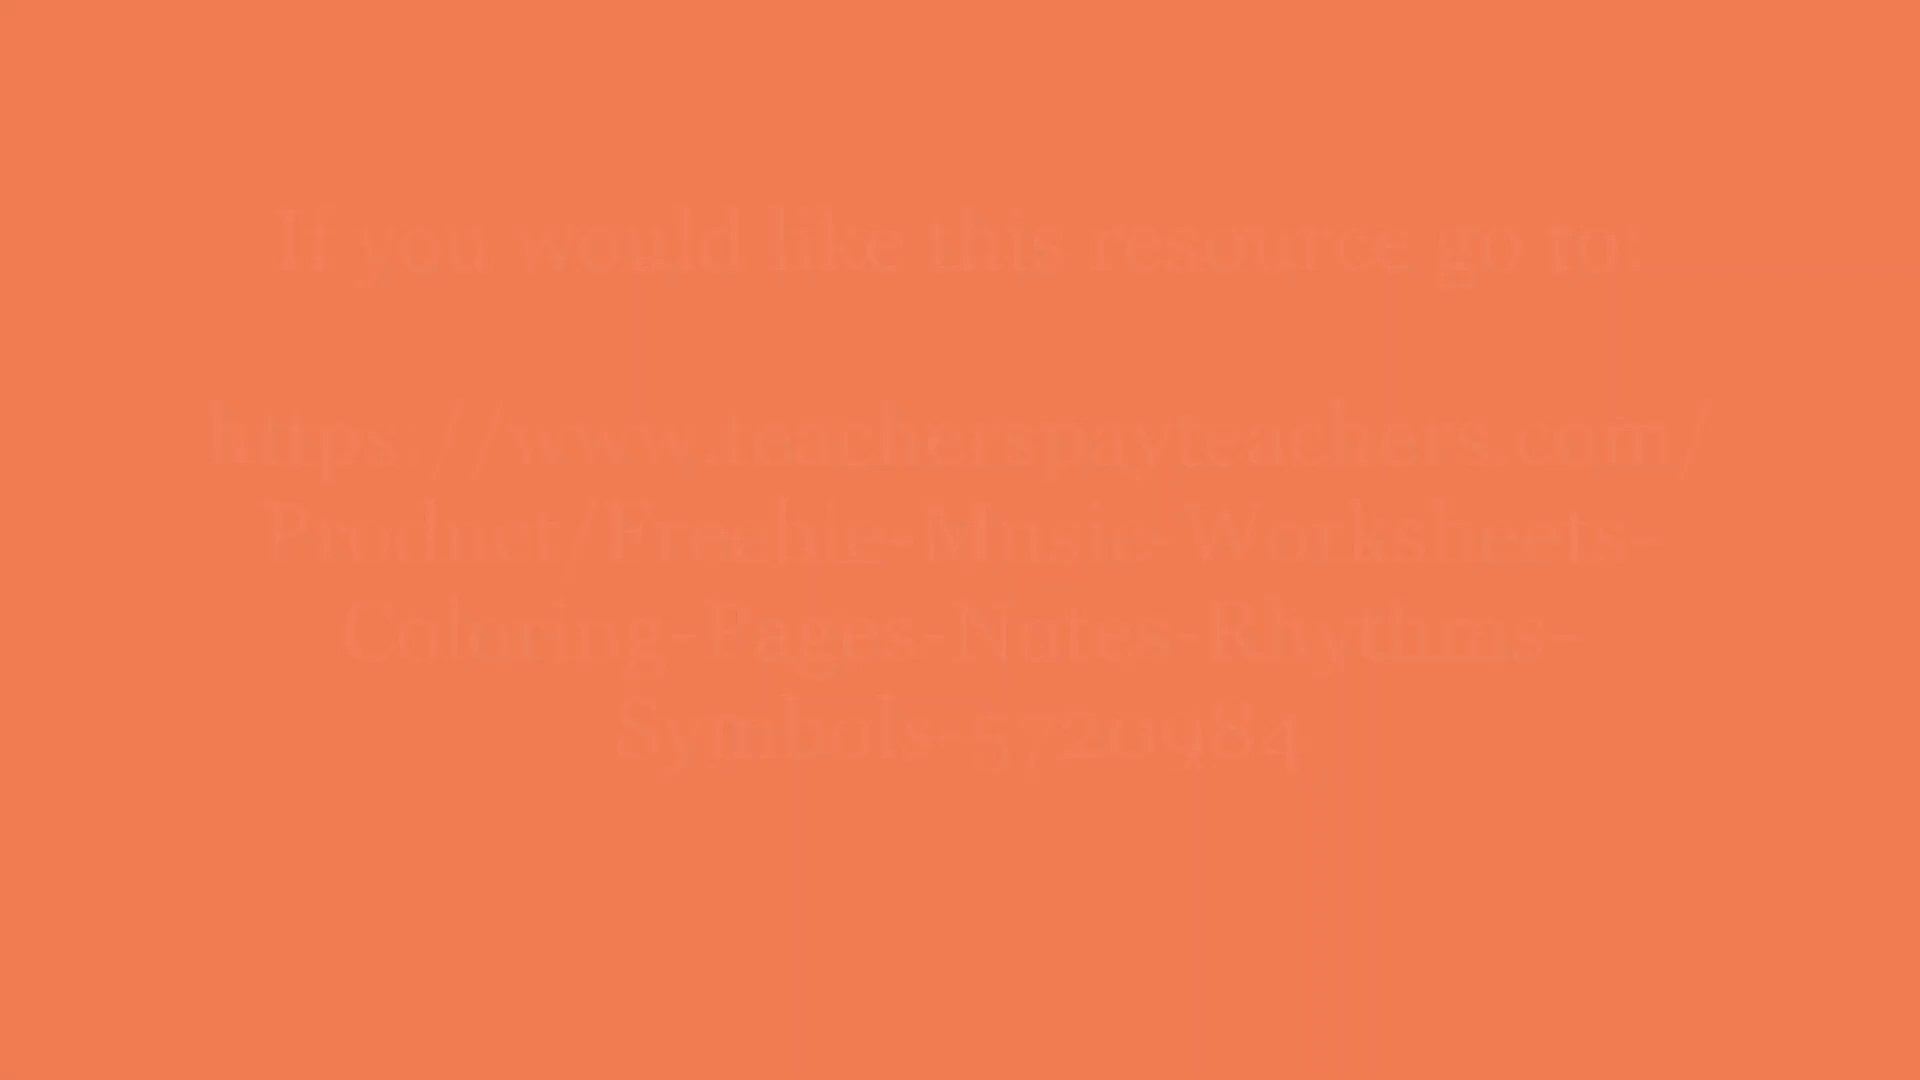 If you would like this resource go to:
https://www.teacherspayteachers.com/
Product/Freebie-Music-Worksheets-
Coloring-Pages-Notes-Rhythms-
Symbols-5720984